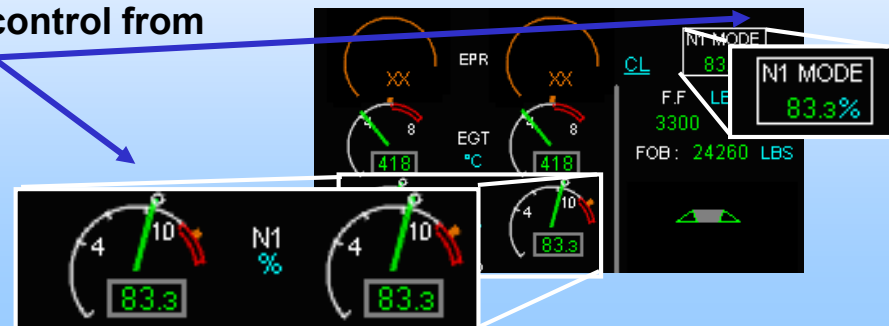 control from
EPR
XX XX
CL
N1 MODE
83
F.F LE
3300
FOB : 24260 LBS
N1 MODE
83.3%
4 8 4 8
EGT
°C
418 418
4 10
83.3
4 10 4 10
N1
%
83.3 83.3